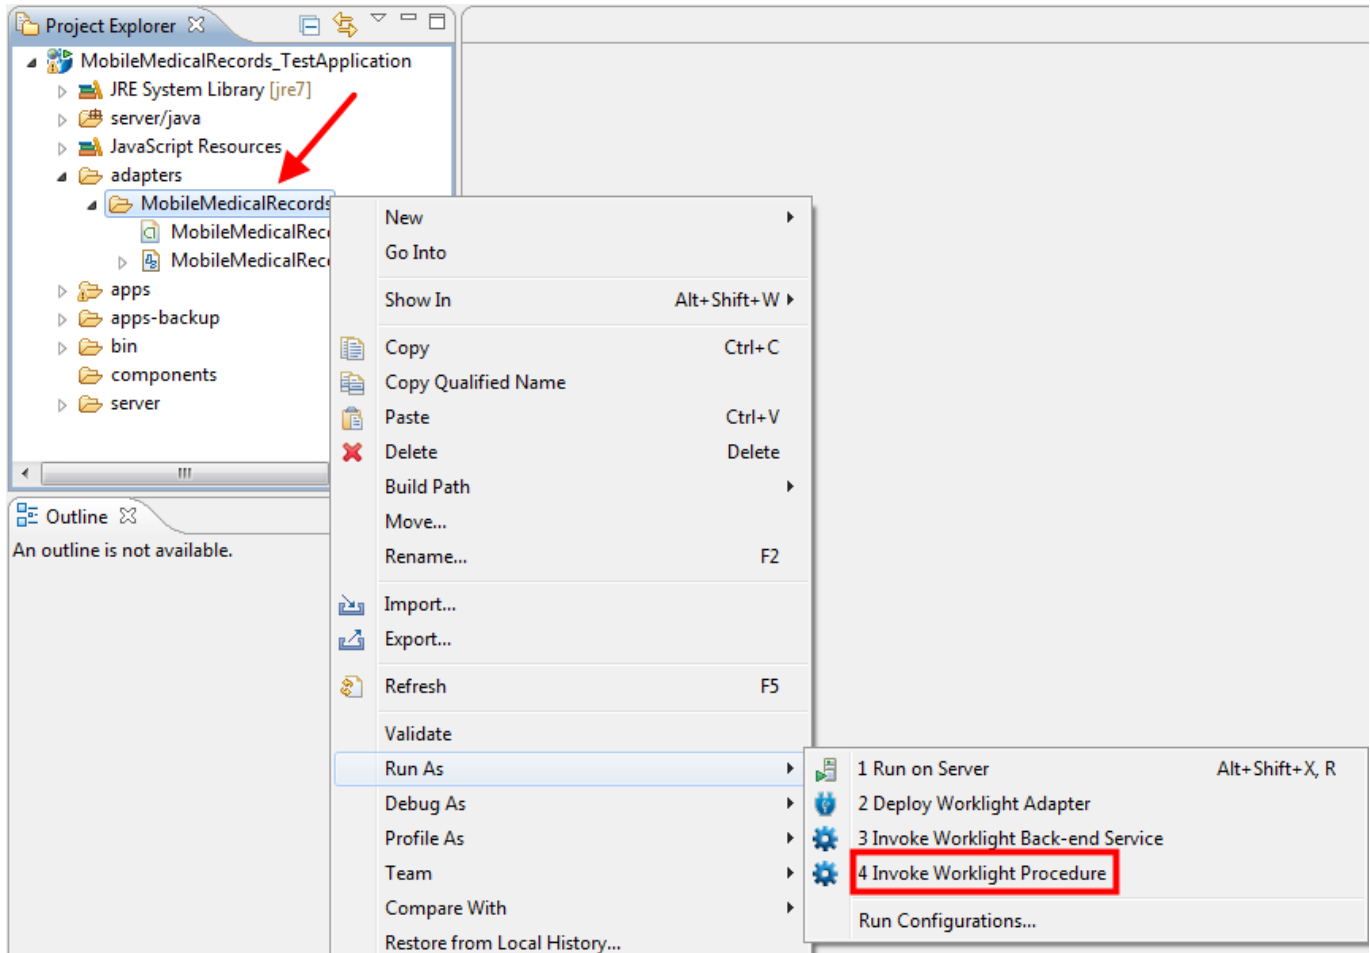 Project Explorer
MobileMedicalRecords_TestApplication
JRE System Library [jre7]
server/java
JavaScript Resources
adapters
MobileMedicalRecords
MobileMedicalRec
MobileMedicalRec
apps
apps-backup
bin
components
server
Outline
An outline is not available.
New
Go Into
Show In Alt+Shift+W
Copy Ctrl+C
Copy Qualified Name
Paste Ctrl+V
Delete Delete
Build Path
Move...
Rename... F2
Import...
Export...
Refresh F5
Validate
Run As
Debug As
Profile As
Team
Compare With
Restore from Local History...
1 Run on Server Alt+Shift+X, R
2 Deploy Worklight Adapter
3 Invoke Worklight Back-end Service
4 Invoke Worklight Procedure
Run Configurations...